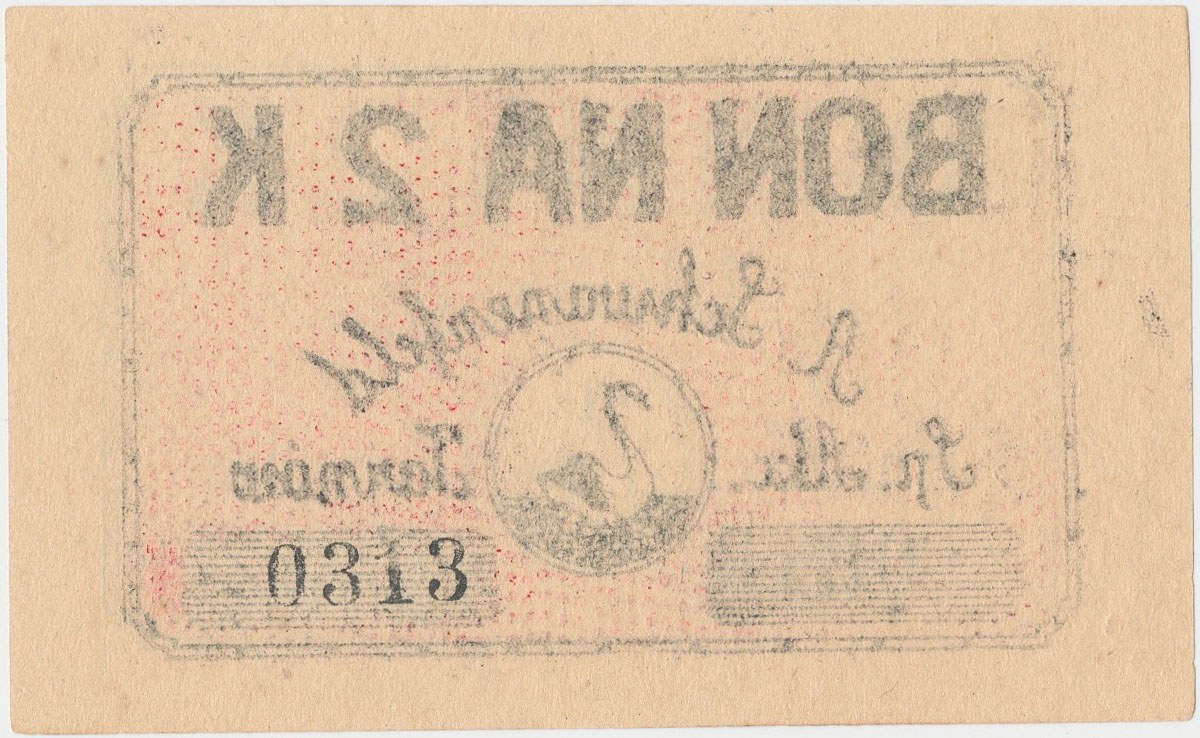 BON NA 2 K
A. Schwanenfeld
Sp. Akc. Tarnów
0313